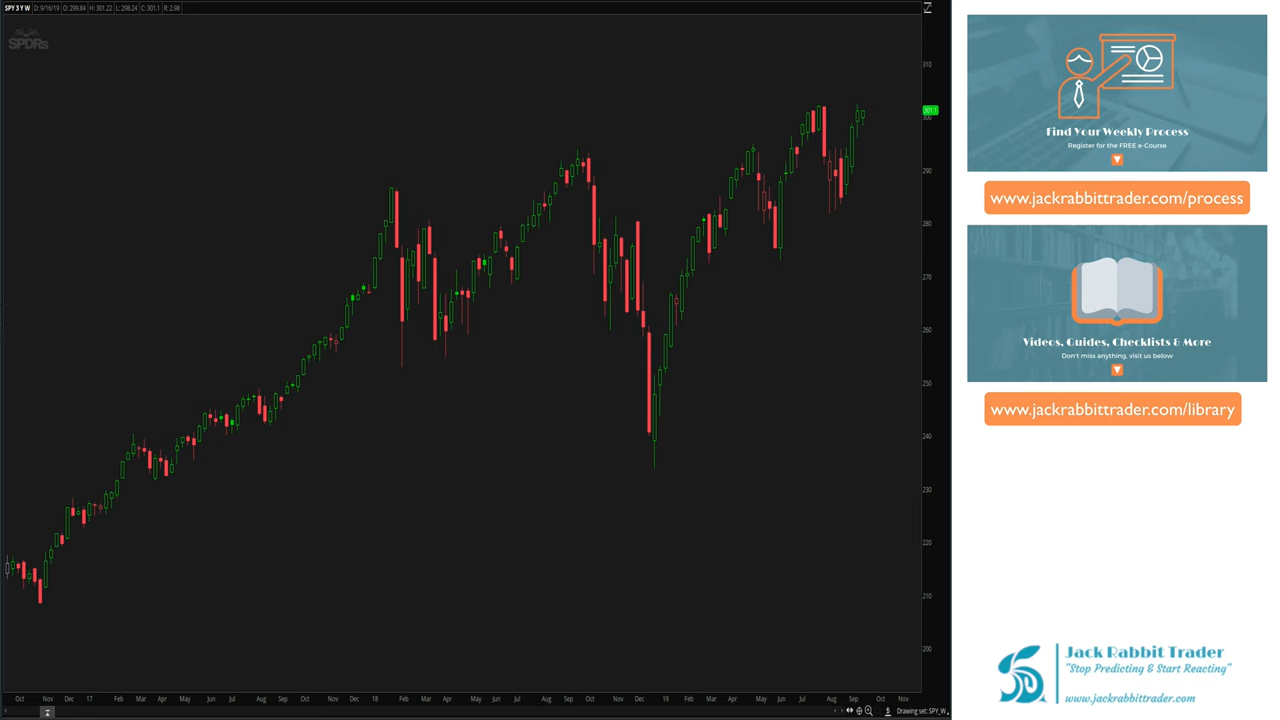 SPY 3 Y W D: 9/16/19 O: 299.84 H: 301.22 L: 298.24 C: 301.1 R: 2.98
SPDRs
310
301.1
300
290
280
270
260
250
240
230
220
210
200
Oct Nov Dec 17 Feb Mar Apr May Jun Jul Aug Sep Oct Nov Dec 18 Feb Mar Apr May Jun Jul Aug Sep Oct Nov Dec 19 Feb Mar Apr May Jun Jul Aug Sep Oct Nov
Drawing set: SPY_W
Find Your Weekly Process
Register for the FREE e-Course
www.jackrabbittrader.com/process
Videos, Guides, Checklists & More
Don't miss anything, visit us below
www.jackrabbittrader.com/library
Jack Rabbit Trader
"Stop Predicting & Start Reacting"
www.jackrabbittrader.com